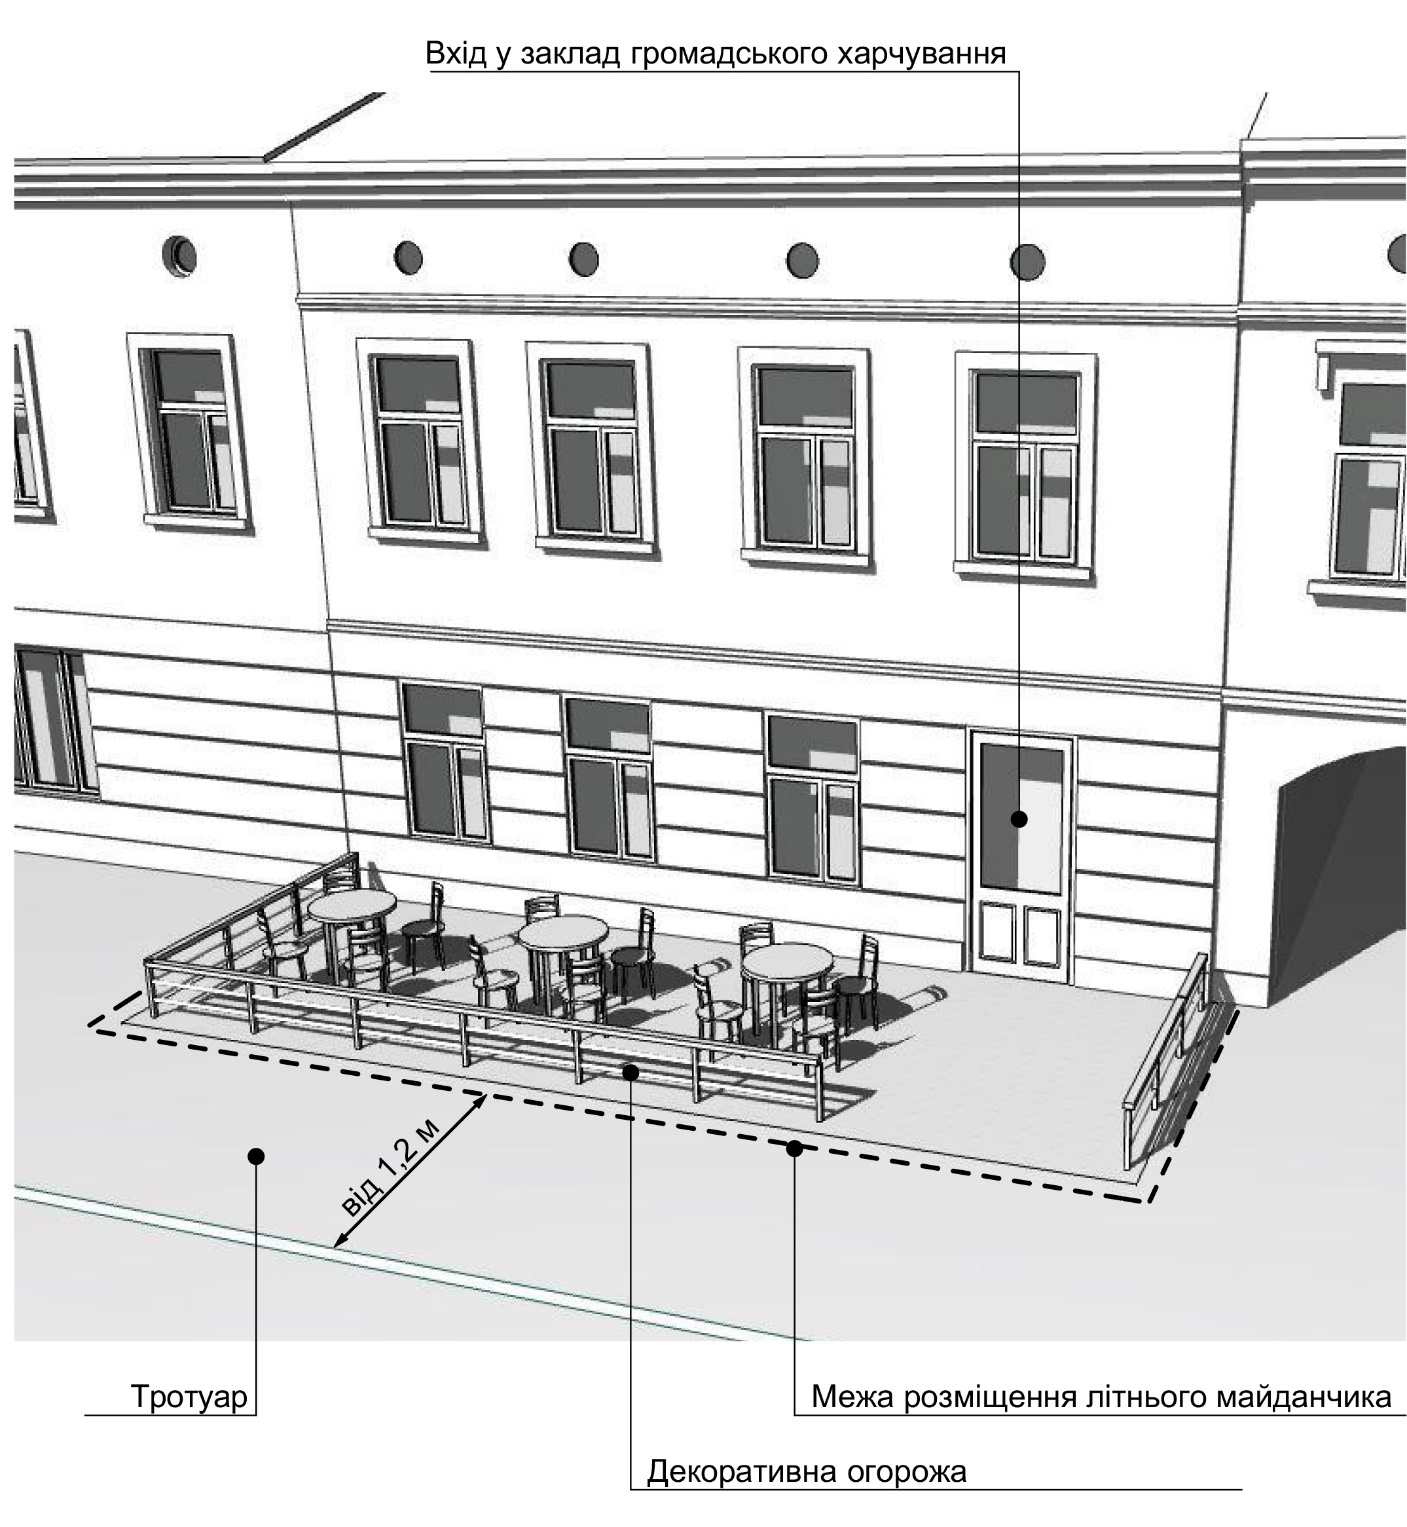 Вхід у заклад громадського харчування
від 1,2 м
Тротуар
Межа розміщення літнього майданчика
Декоративна огорожа